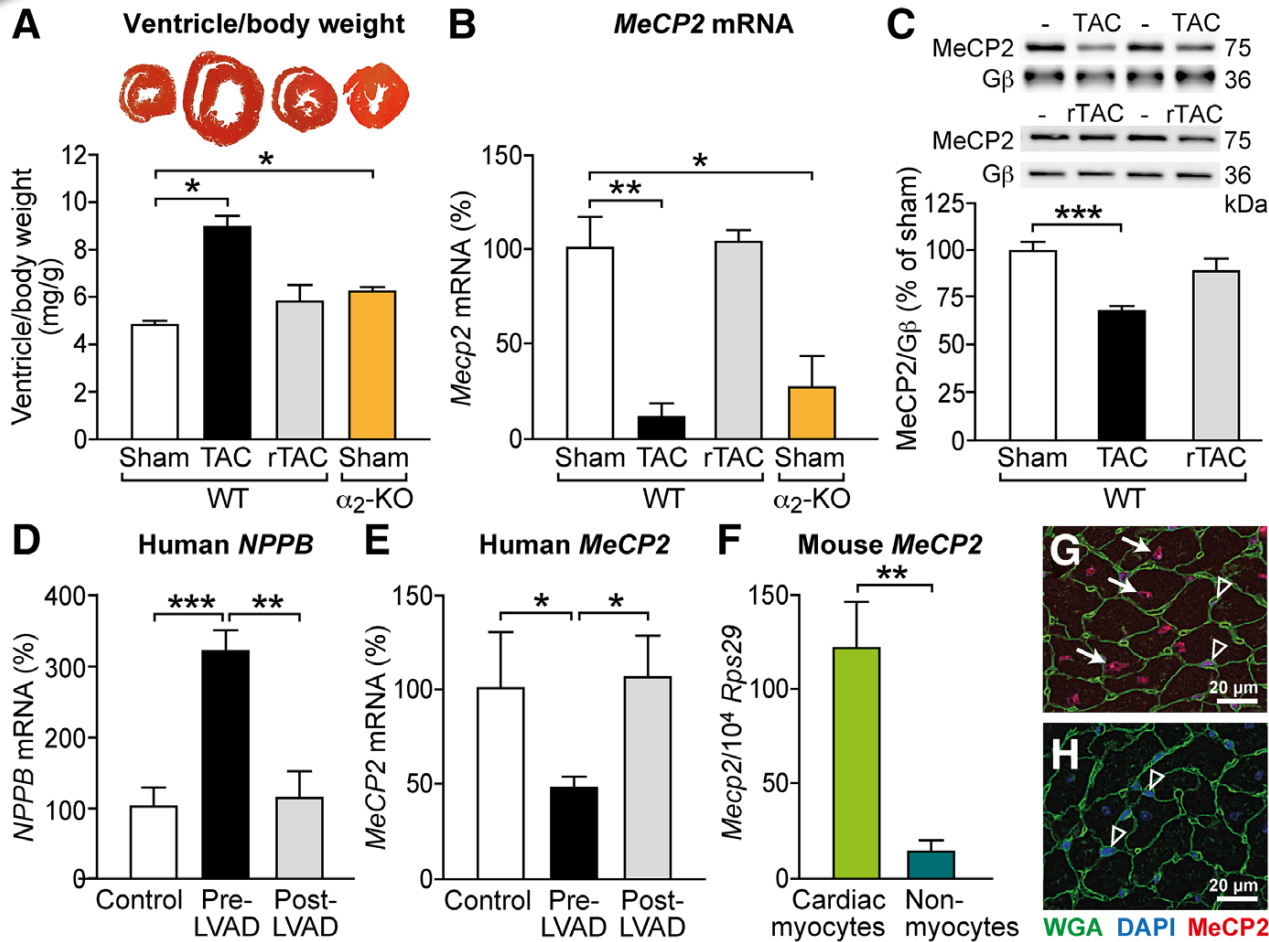 A Ventricle/body weight
*
*
12
10
8
6
4
2
0
Ventricle/body weight
(mg/g)
Sham TAC rTAC Sham
WT α2-KO
B MeCP2 mRNA
*
**
150
100
50
0
Mecp2 mRNA (%)
Sham TAC rTAC Sham
WT α2-KO
C - TAC - TAC
MeCP2 75
Gβ 36
- rTAC - rTAC
MeCP2 75
Gβ 36
kDa
***
125
100
75
50
25
0
MeCP2/Gβ (% of sham)
Sham TAC rTAC
WT
D Human NPPB
*** **
400
300
200
100
0
NPPB mRNA (%)
Control Pre- Post-
LVAD LVAD
E Human MeCP2
* *
150
100
50
0
MeCP2 mRNA (%)
Control Pre- Post-
LVAD LVAD
F Mouse MeCP2
**
150
100
50
0
Mecp2/10⁴ Rps29
Cardiac Non-
myocytes myocytes
G
20 µm
H
20 µm
WGA DAPI MeCP2